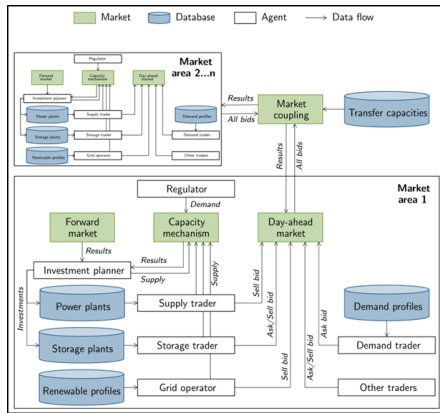 Market
Database
Agent
Data flow
Market
area 2...n
Regulator
Forward
market
Capacity
mechanism
Day-ahead
market
Investment planner
Power plants
Supply trader
Demand profiles
Storage plants
Storage trader
Demand trader
Renewable profiles
Grid operator
Other traders
Results
All bids
Market
coupling
Transfer capacities
Results
All bids
Market
area 1
Regulator
Demand
Forward
market
Capacity
mechanism
Day-ahead
market
Results
Results
Investment planner
Supply
Supply
Investments
Power plants
Supply trader
Sell bid
Ask bid
Demand profiles
Storage plants
Storage trader
Ask/Sell bid
Demand trader
Renewable profiles
Grid operator
Sell bid
Ask/Sell bid
Other traders